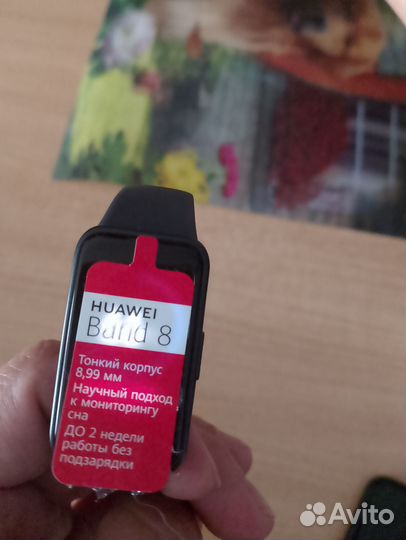 HUAWEI
Band 8
Тонкий корпус
8,99 мм
Научный подход
к мониторингу
сна
ДО 2 недели
работы без
подзарядки
Avito